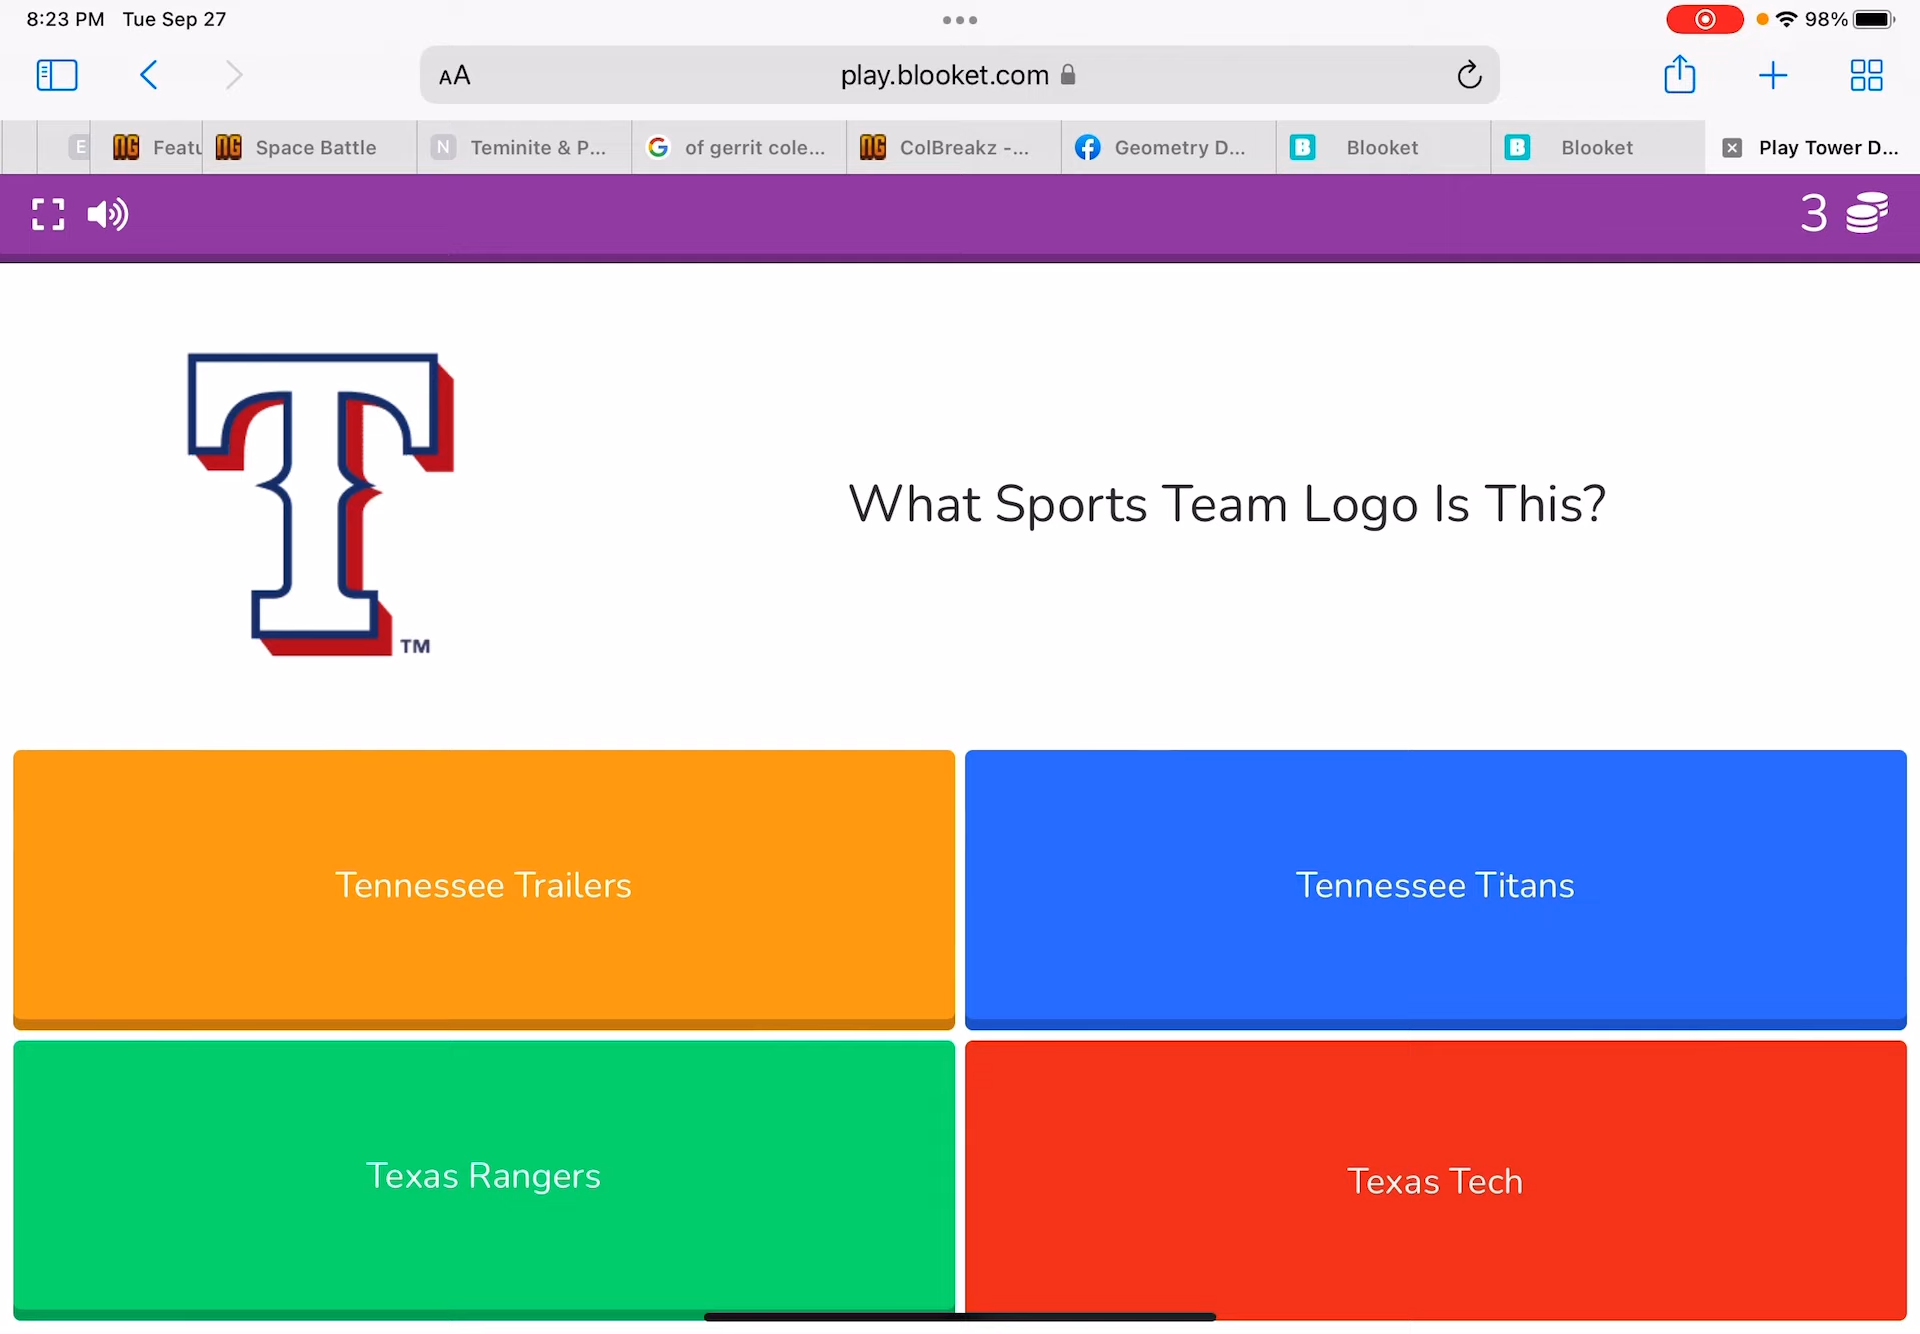 8:23 PM Tue Sep 27
98%
AA
play.blooket.com
E
Featu
Space Battle
N
Teminite & P...
of gerrit cole...
ColBreakz -...
Geometry D...
B
Blooket
B
Blooket
Play Tower D...
3
T
TM
What Sports Team Logo Is This?
Tennessee Trailers
Tennessee Titans
Texas Rangers
Texas Tech